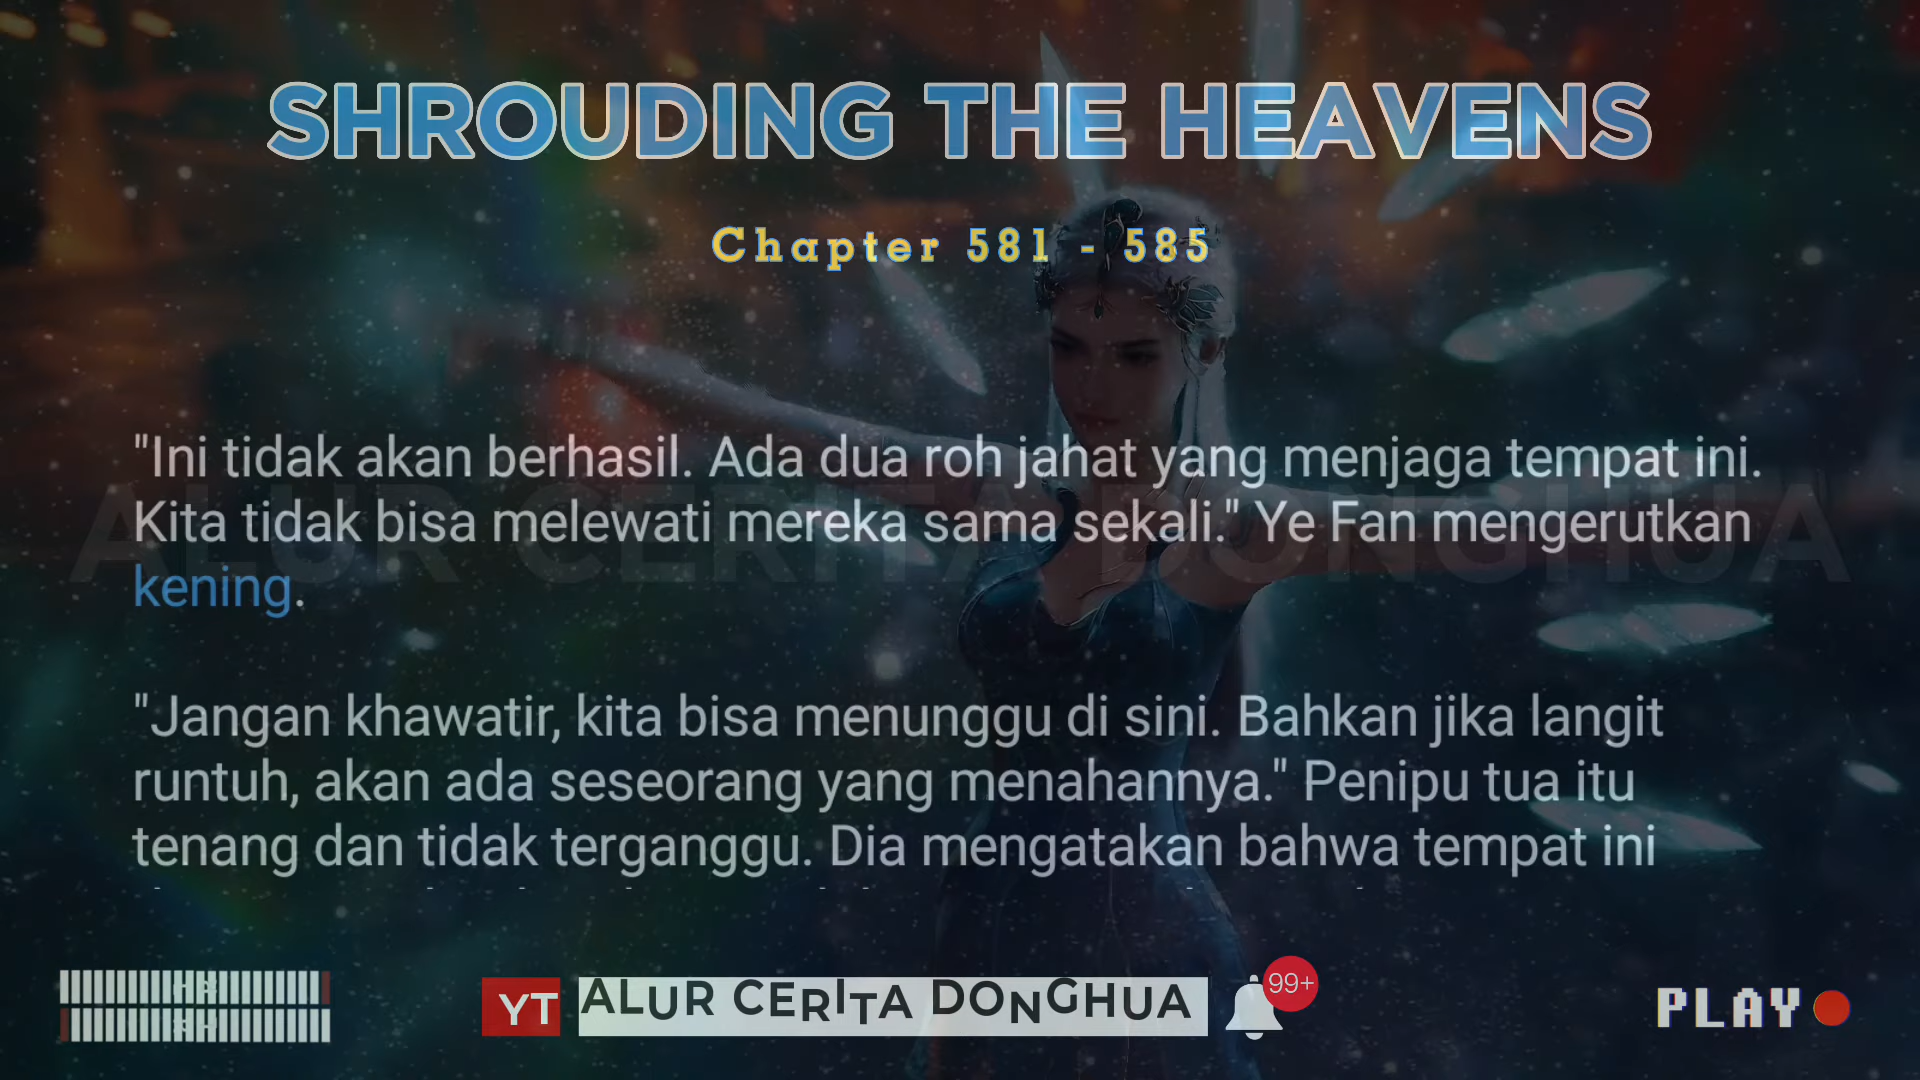 SHROUDING THE HEAVENS
Chapter 581 - 585
"Ini tidak akan berhasil. Ada dua roh jahat yang menjaga tempat ini.
Kita tidak bisa melewati mereka sama sekali." Ye Fan mengerutkan
kening.
ALUR CERITA DONGHUA
"Jangan khawatir, kita bisa menunggu di sini. Bahkan jika langit
runtuh, akan ada seseorang yang menahannya." Penipu tua itu
tenang dan tidak terganggu. Dia mengatakan bahwa tempat ini
YT ALUR CERITA DONGHUA 99+
PLAY